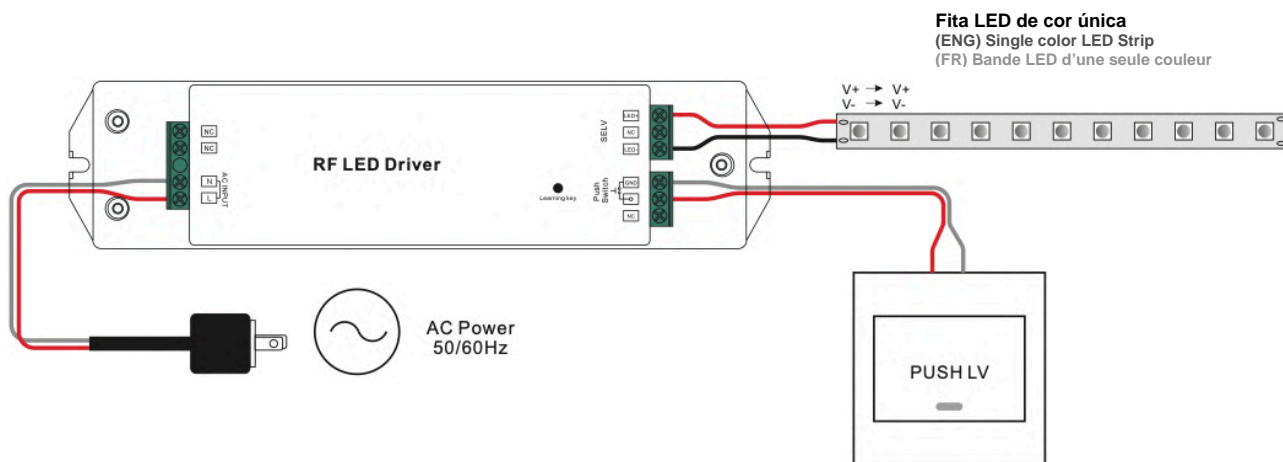 Fita LED de cor única
(ENG) Single color LED Strip
(FR) Bande LED d'une seule couleur
V+ → V+
V- → V-
NC
NC
N
L
AC INPUT
RF LED Driver
Learning key
SELV
LED+
NC
LED-
Push
Switch
GND
NC
AC Power
50/60Hz
PUSH LV